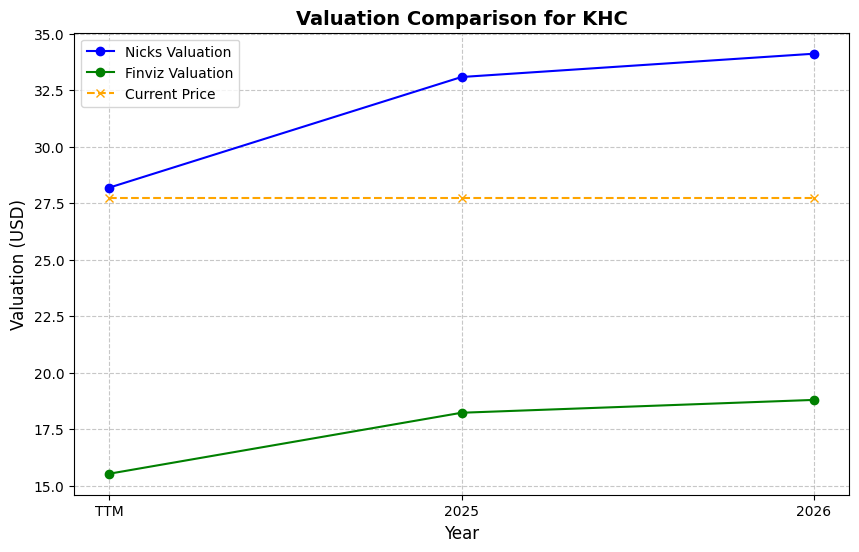 Valuation Comparison for KHC
Nicks Valuation
Finviz Valuation
Current Price
Valuation (USD)
35.0
32.5
30.0
27.5
25.0
22.5
20.0
17.5
15.0
TTM 2025 2026
Year